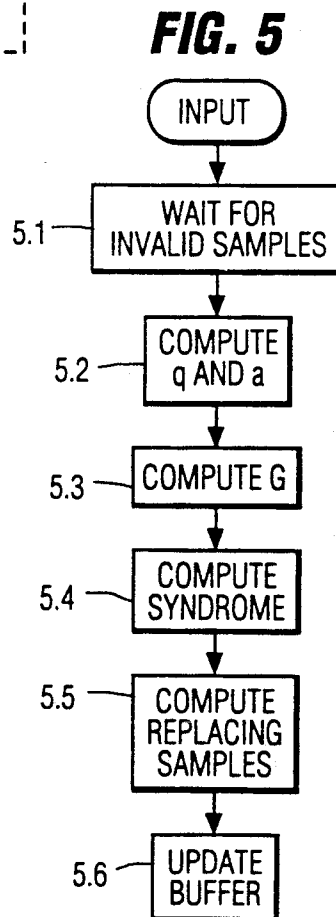 FIG. 5
INPUT
5.1
WAIT FOR
INVALID SAMPLES
5.2
COMPUTE
q AND a
5.3
COMPUTE G
5.4
COMPUTE
SYNDROME
5.5
COMPUTE
REPLACING
SAMPLES
5.6
UPDATE
BUFFER